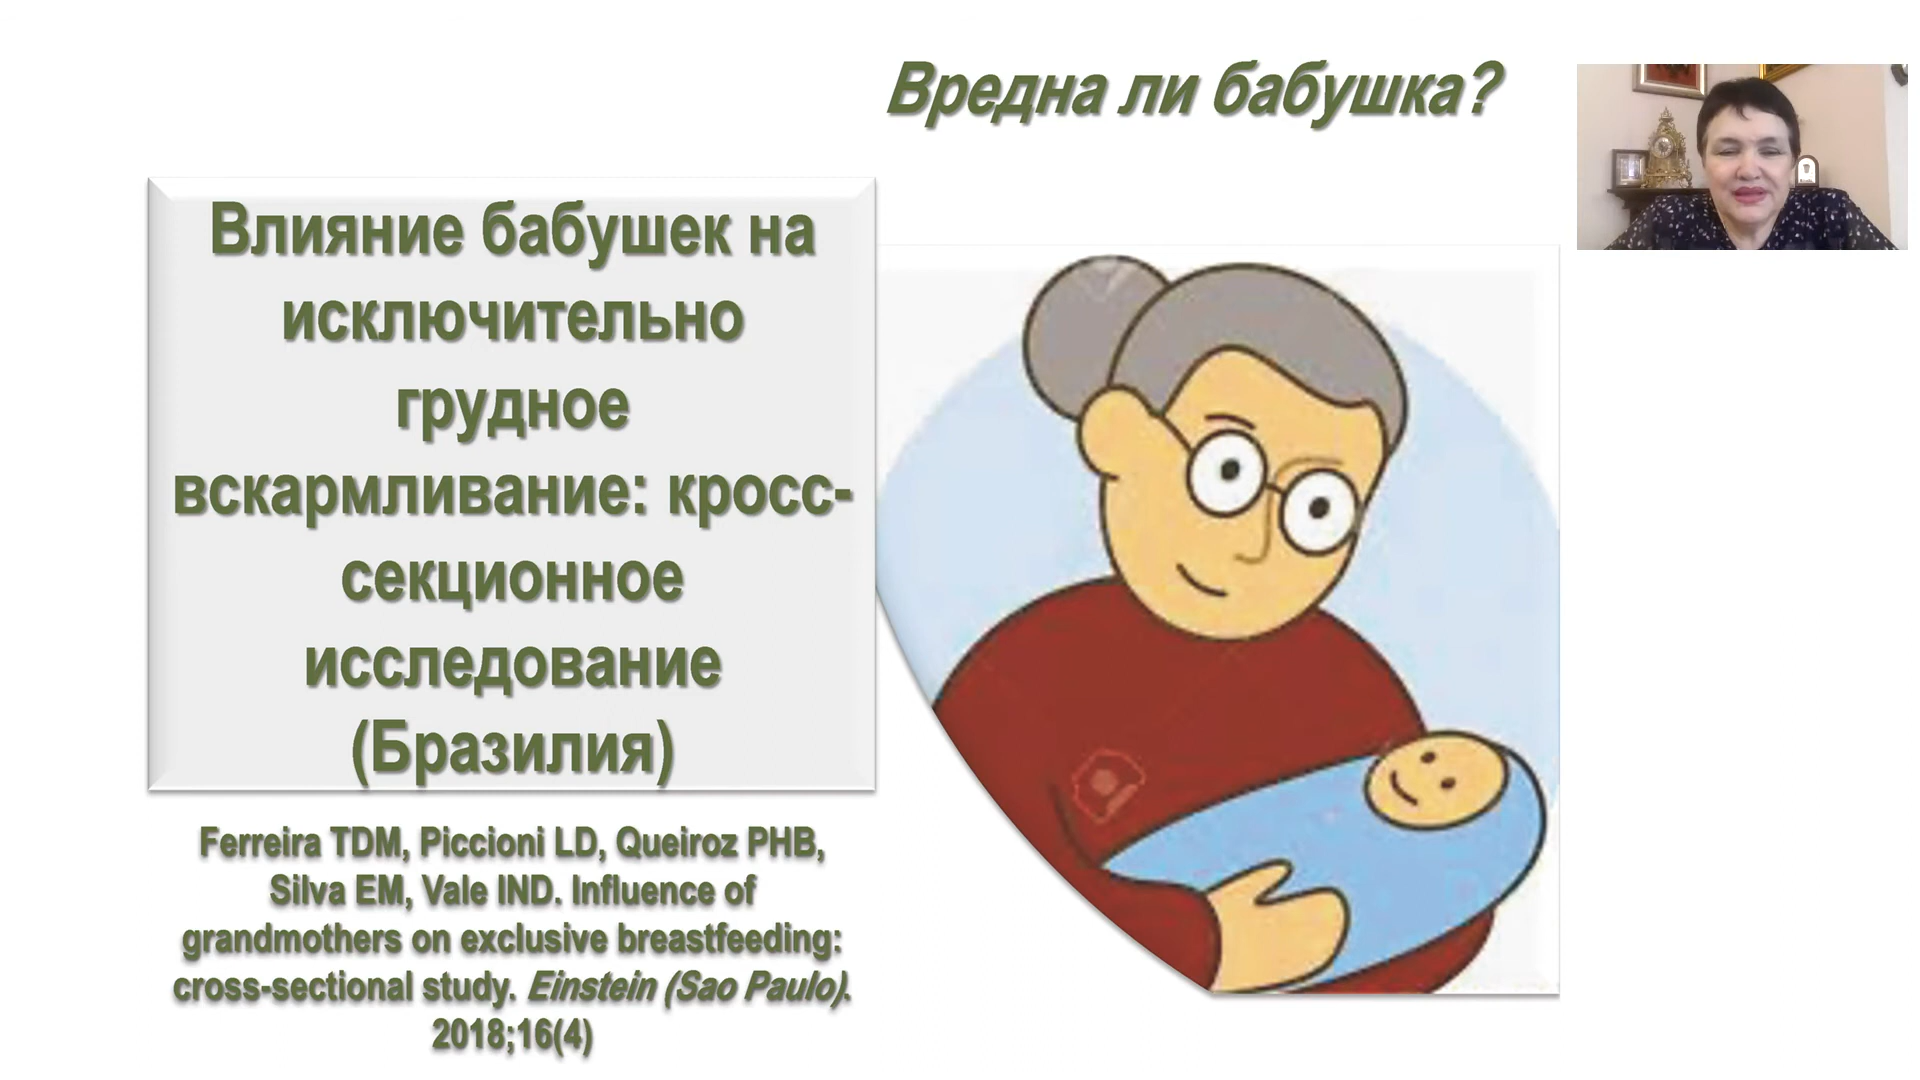 Вредна ли бабушка?
Влияние бабушек на
исключительно
грудное
вскармливание: кросс-
секционное
исследование
(Бразилия)
Ferreira TDM, Piccioni LD, Queiroz PHB,
Silva EM, Vale IND. Influence of
grandmothers on exclusive breastfeeding:
cross-sectional study. Einstein (Sao Paulo).
2018;16(4)